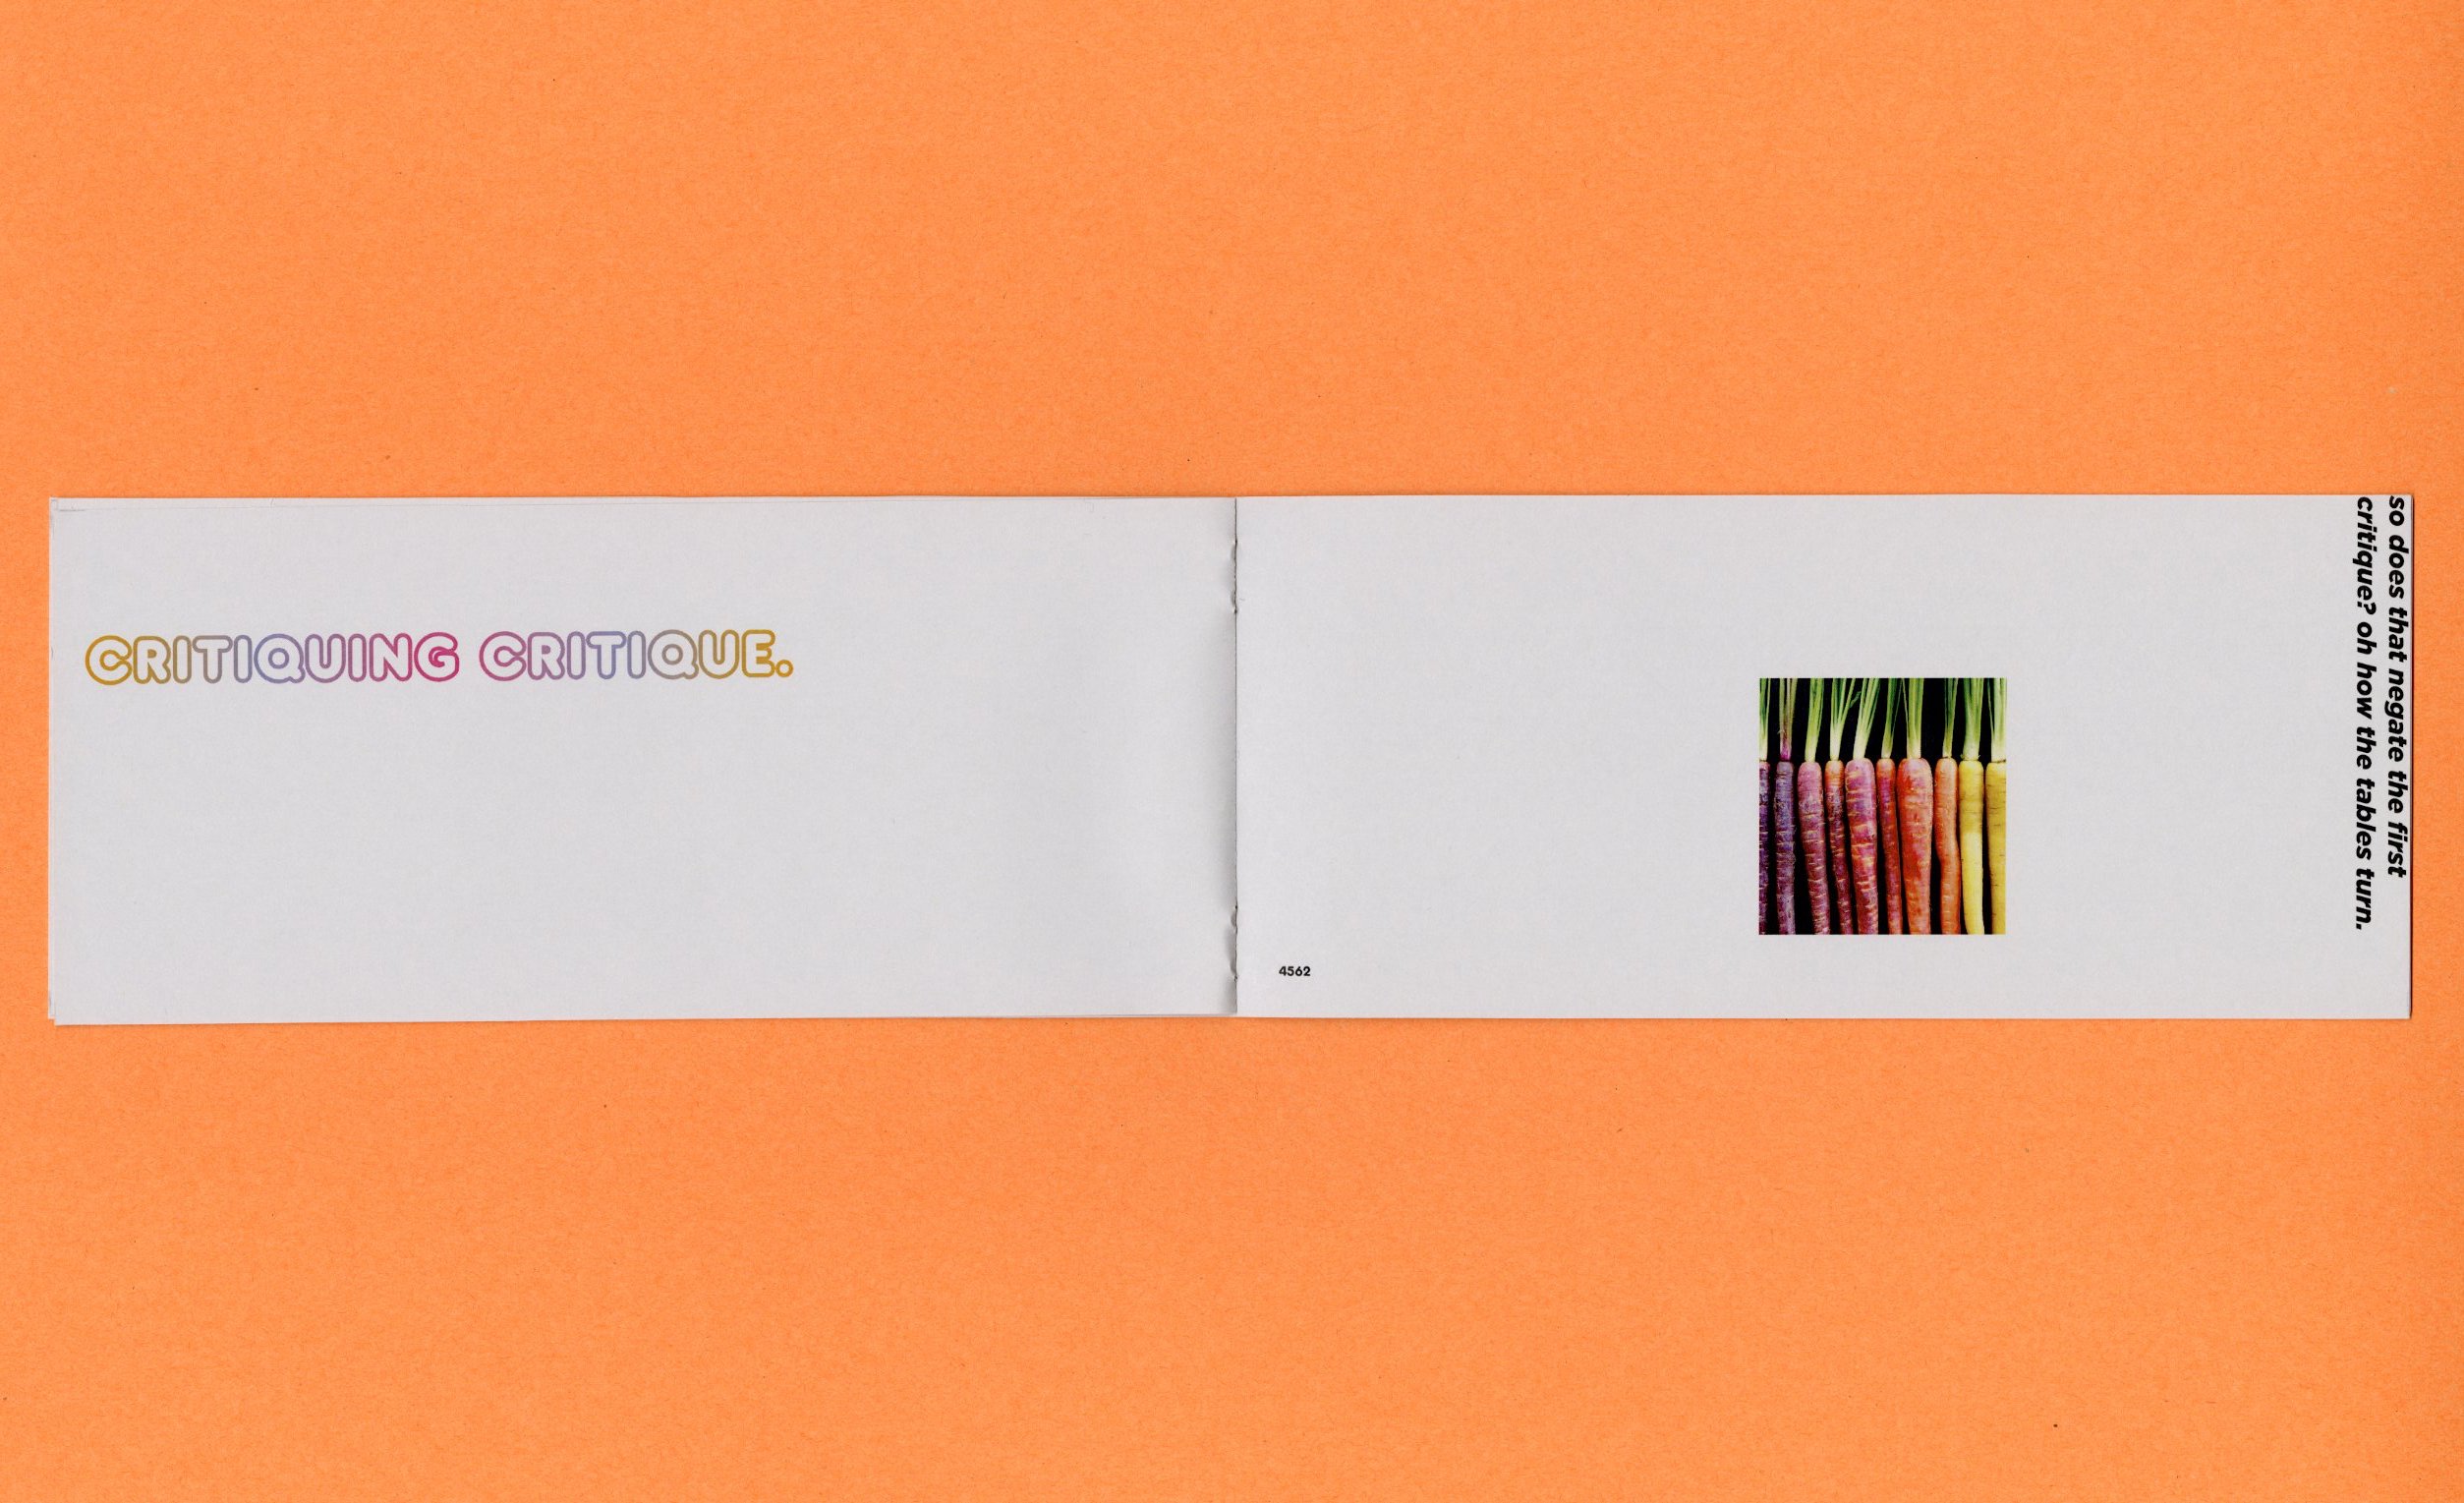 CRITIQUING CRITIQUE.
4562
so does that negate the first
critique? oh how the tables turn.